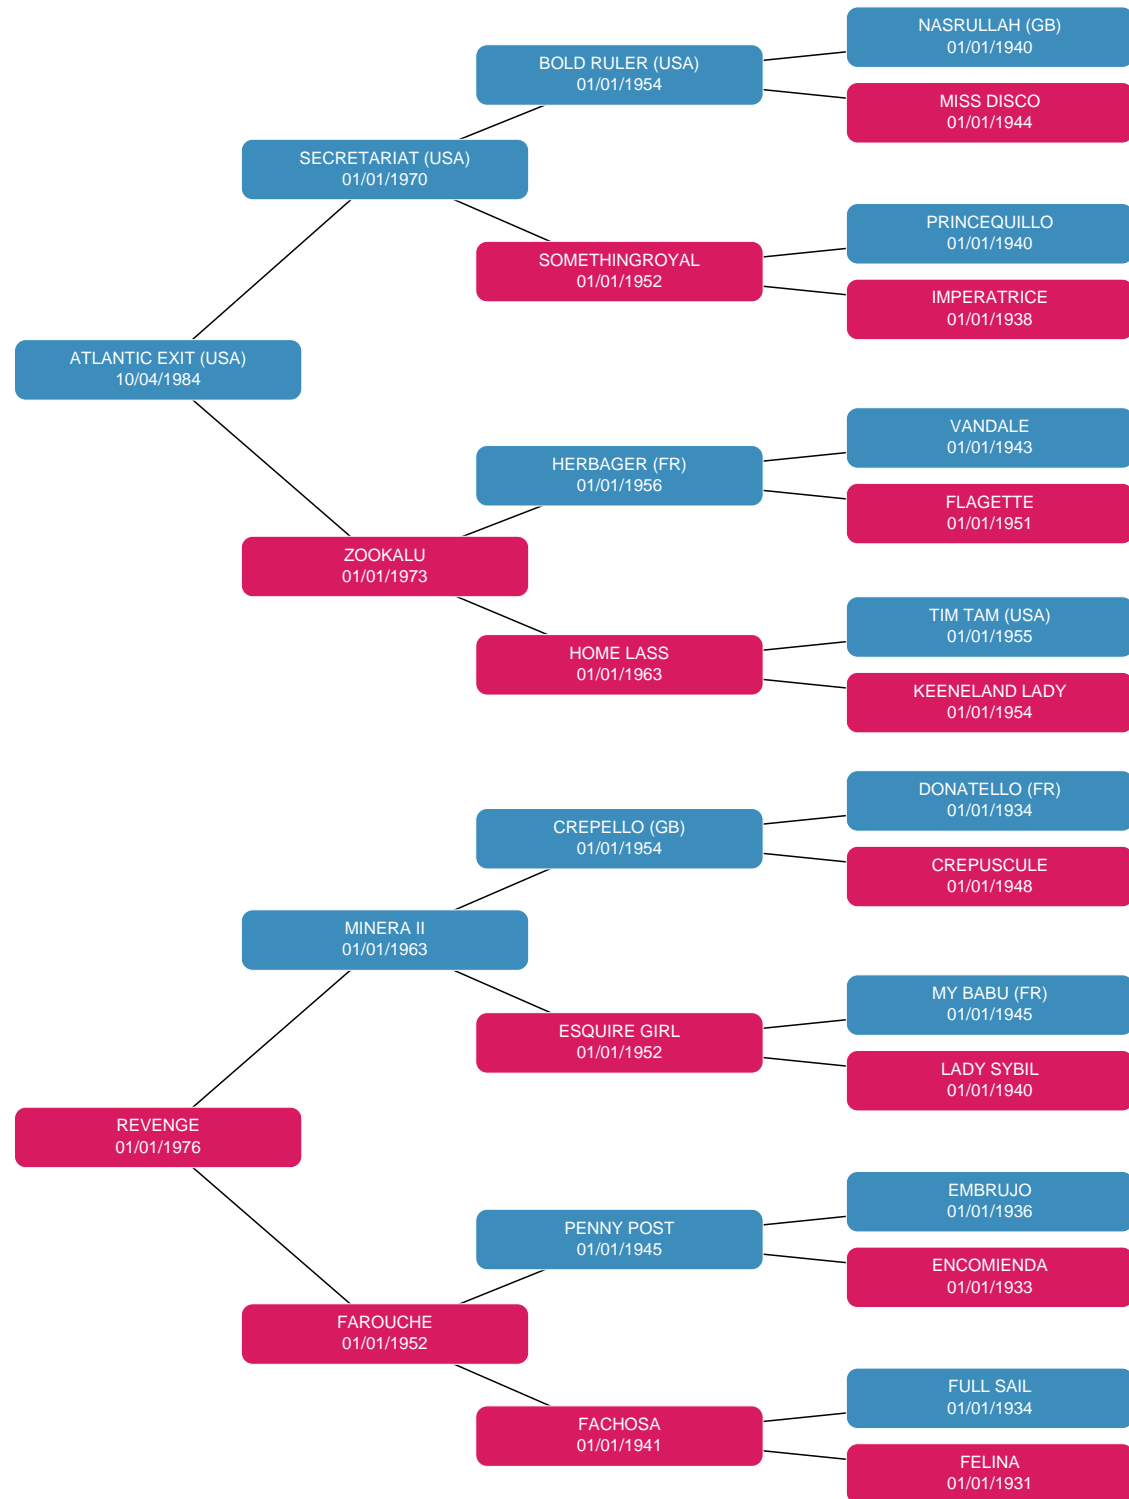 NASRULLAH (GB)
01/01/1940
BOLD RULER (USA)
01/01/1954
MISS DISCO
01/01/1944
SECRETARIAT (USA)
01/01/1970
PRINCEQUILLO
01/01/1940
SOMETHINGROYAL
01/01/1952
IMPERATRICE
01/01/1938
ATLANTIC EXIT (USA)
10/04/1984
VANDALE
01/01/1943
HERBAGER (FR)
01/01/1956
FLAGETTE
01/01/1951
ZOOKALU
01/01/1973
TIM TAM (USA)
01/01/1955
HOME LASS
01/01/1963
KEENELAND LADY
01/01/1954
DONATELLO (FR)
01/01/1934
CREPELLO (GB)
01/01/1954
CREPUSCULE
01/01/1948
MINERA II
01/01/1963
MY BABU (FR)
01/01/1945
ESQUIRE GIRL
01/01/1952
LADY SYBIL
01/01/1940
REVENGE
01/01/1976
EMBRUJO
01/01/1936
PENNY POST
01/01/1945
ENCOMIENDA
01/01/1933
FAROUCHE
01/01/1952
FULL SAIL
01/01/1934
FACHOSA
01/01/1941
FELINA
01/01/1931